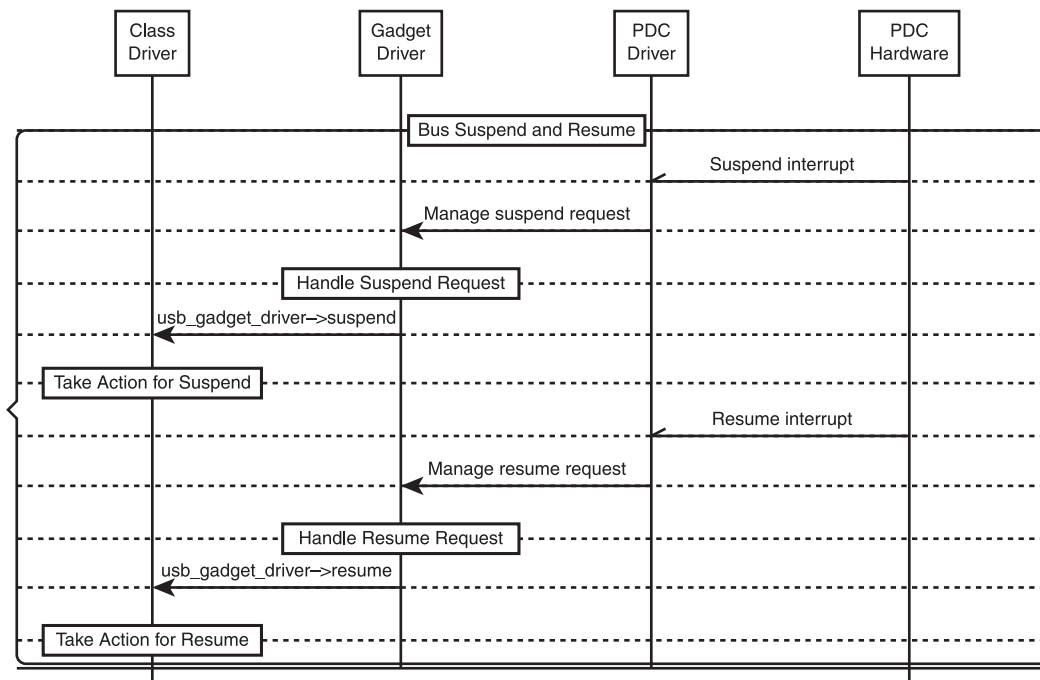 Class
Driver
Gadget
Driver
PDC
Driver
PDC
Hardware
Bus Suspend and Resume
Suspend interrupt
Manage suspend request
Handle Suspend Request
usb_gadget_driver–>suspend
Take Action for Suspend
Resume interrupt
Manage resume request
Handle Resume Request
usb_gadget_driver–>resume
Take Action for Resume